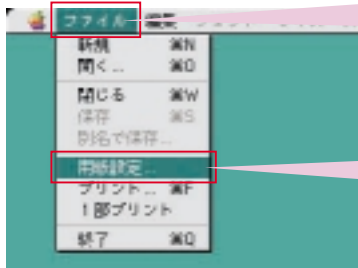 ファイル 編集
新規 ⌘N
開く... ⌘O
閉じる ⌘W
保存 ⌘S
別名で保存...
用紙設定...
プリント... ⌘P
1部プリント
終了 ⌘Q